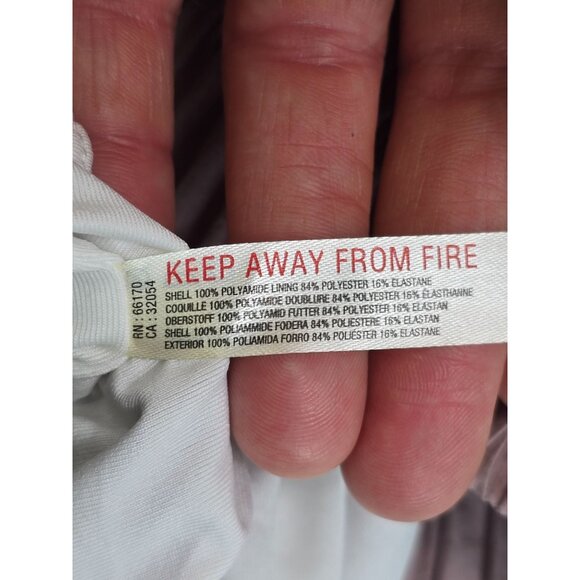 KEEP AWAY FROM FIRE
SHELL 100% POLYAMIDE LINING 84% POLYESTER 16% ELASTANE
COQUILLÉ 100% POLYAMIDE DOUBLURE 84% POLYESTER 16% ÉLASTHANNE
OBERSTOFF 100% POLYAMID FUTTER 84% POLYESTER 16% ELASTAN
SHELL 100% POLIAMMIDE FODERA 84% POLIESTERE 16% ELASTAN
EXTERIOR 100% POLIAMIDA FORRO 84% POLIÉSTER 16% ELASTANE
RN : 66170
CA : 32054